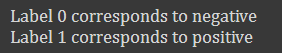 Label 0 corresponds to negative
Label 1 corresponds to positive